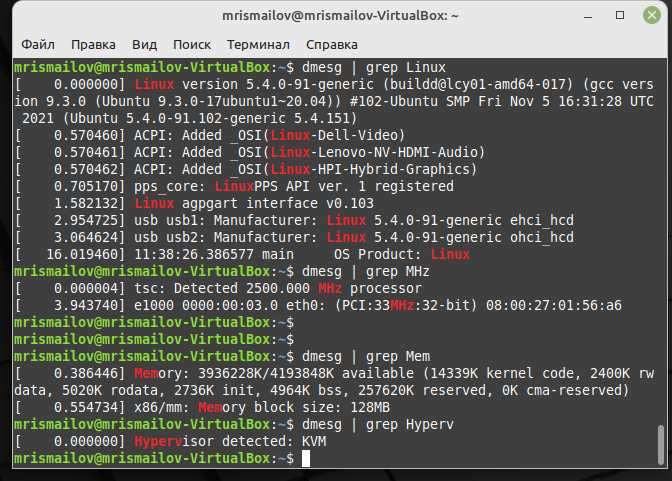 mrismailov@mrismailov-VirtualBox: ~
Файл Правка Вид Поиск Терминал Справка
mrismailov@mrismailov-VirtualBox:~$ dmesg | grep Linux
[    0.000000] Linux version 5.4.0-91-generic (buildd@lcy01-amd64-017) (gcc vers
ion 9.3.0 (Ubuntu 9.3.0-17ubuntu1~20.04)) #102-Ubuntu SMP Fri Nov 5 16:31:28 UTC
 2021 (Ubuntu 5.4.0-91.102-generic 5.4.151)
[    0.570460] ACPI: Added _OSI(Linux-Dell-Video)
[    0.570461] ACPI: Added _OSI(Linux-Lenovo-NV-HDMI-Audio)
[    0.570462] ACPI: Added _OSI(Linux-HPI-Hybrid-Graphics)
[    0.705170] pps_core: LinuxPPS API ver. 1 registered
[    1.582132] Linux agpgart interface v0.103
[    2.954725] usb usb1: Manufacturer: Linux 5.4.0-91-generic ehci_hcd
[    3.064624] usb usb2: Manufacturer: Linux 5.4.0-91-generic ohci_hcd
[   16.019460] 11:38:26.386577 main     OS Product: Linux
mrismailov@mrismailov-VirtualBox:~$ dmesg | grep MHz
[    0.000004] tsc: Detected 2500.000 MHz processor
[    3.943740] e1000 0000:00:03.0 eth0: (PCI:33MHz:32-bit) 08:00:27:01:56:a6
mrismailov@mrismailov-VirtualBox:~$
mrismailov@mrismailov-VirtualBox:~$
mrismailov@mrismailov-VirtualBox:~$ dmesg | grep Mem
[    0.386446] Memory: 3936228K/4193848K available (14339K kernel code, 2400K rw
data, 5020K rodata, 2736K init, 4964K bss, 257620K reserved, 0K cma-reserved)
[    0.554734] x86/mm: Memory block size: 128MB
mrismailov@mrismailov-VirtualBox:~$ dmesg | grep Hyperv
[    0.000000] Hypervisor detected: KVM
mrismailov@mrismailov-VirtualBox:~$